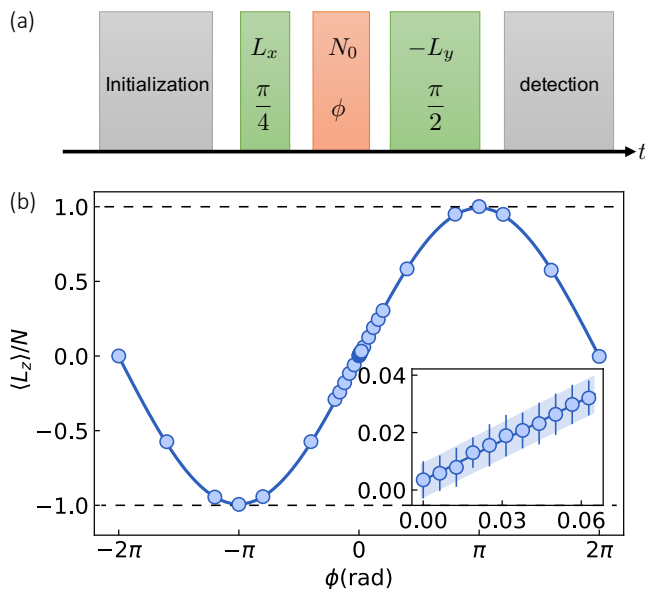 (a)
Initialization
L_x
π/4
N_0
ϕ
−L_y
π/2
detection
t
(b)
⟨L_z⟩/N
1.0
0.5
0.0
−0.5
−1.0
0.04
0.02
0.00
0.00 0.03 0.06
−2π −π 0 π 2π
ϕ(rad)